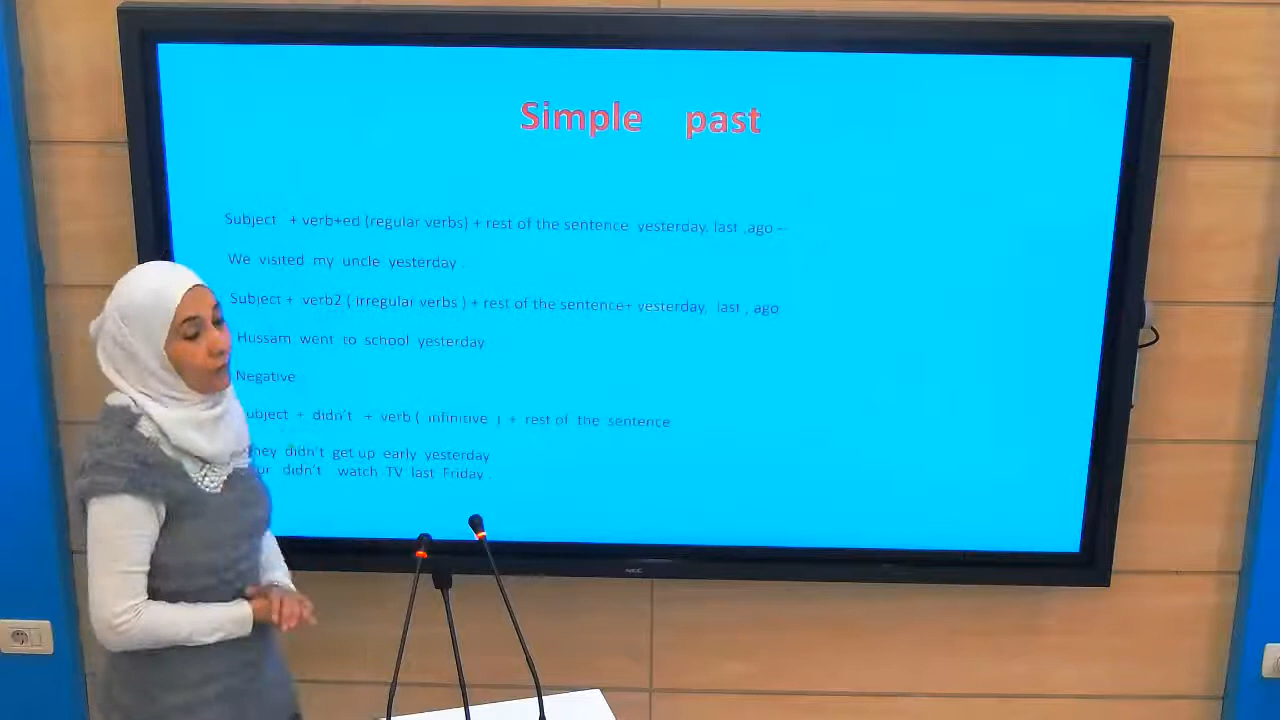 Simple past
Subject + verb+ed (regular verbs) + rest of the sentence yesterday, last ,ago –
We visited my uncle yesterday .
Subject + verb2 ( irregular verbs ) + rest of the sentence+ yesterday, last , ago
Hussam went to school yesterday
Negative
ubject + didn't + verb ( infinitive ) + rest of the sentence
hey didn't get up early yesterday
ur didn't watch TV last Friday .
NEC